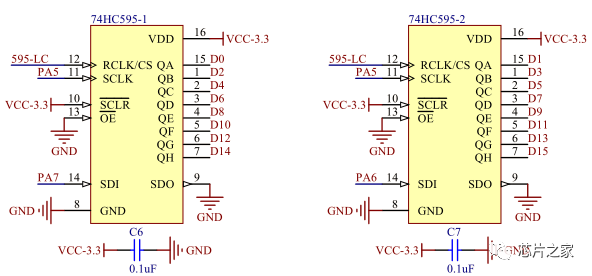 74HC595-1
VDD 16 VCC-3.3
595-LC 12 RCLK/CS QA 15 D0
PA5 11 SCLK QB 1 D2
QC 2 D4
VCC-3.3 10 SCLR QD 3 D6
13 OE QE 4 D8
QF 5 D10
GND QG 6 D12
QH 7 D14
PA7 14 SDI SDO 9
GND 8 GND GND
C6
VCC-3.3 GND
0.1uF
74HC595-2
VDD 16 VCC-3.3
595-LC 12 RCLK/CS QA 15 D1
PA5 11 SCLK QB 1 D3
QC 2 D5
VCC-3.3 10 SCLR QD 3 D7
13 OE QE 4 D9
QF 5 D11
GND QG 6 D13
QH 7 D15
PA6 14 SDI SDO 9
GND 8 GND GND
C7
VCC-3.3
0.1uF
芯片之家